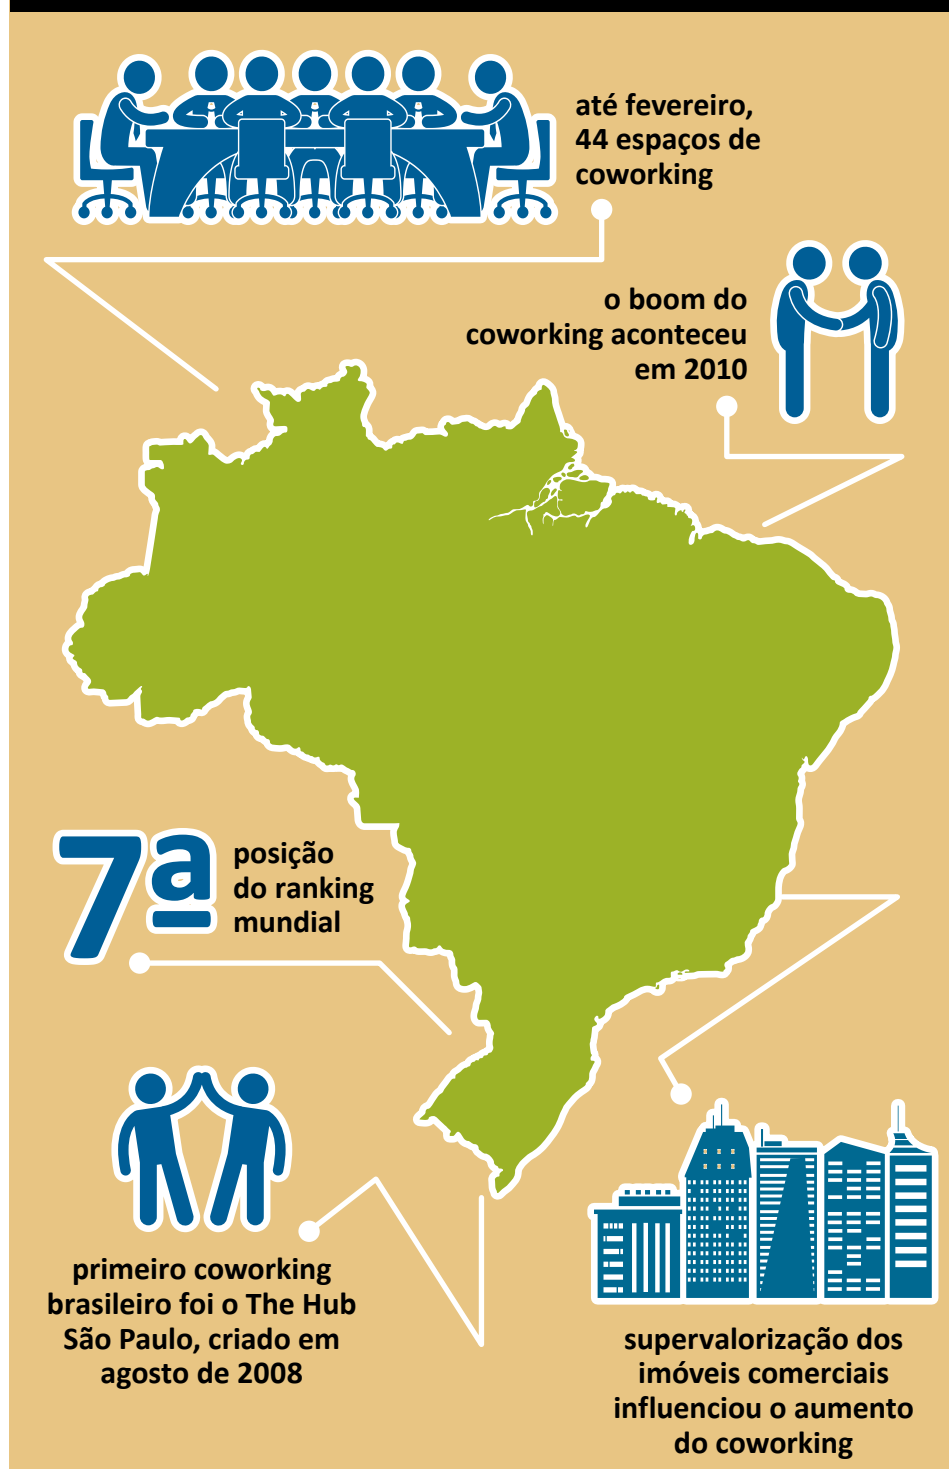 até fevereiro,
44 espaços de
coworking
o boom do
coworking aconteceu
em 2010
7ª
posição
do ranking
mundial
primeiro coworking
brasileiro foi o The Hub
São Paulo, criado em
agosto de 2008
supervalorização dos
imóveis comerciais
influenciou o aumento
do coworking